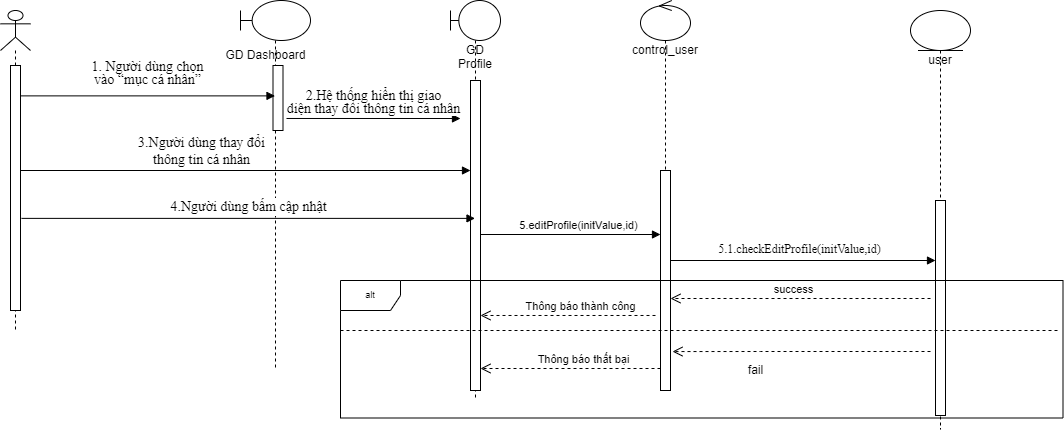 GD Dashboard
GD
Profile
control_user
user
1. Người dùng chọn
vào “mục cá nhân”
2.Hệ thống hiển thị giao
diện thay đổi thông tin cá nhân
3.Người dùng thay đổi
thông tin cá nhân
4.Người dùng bấm cập nhật
5.editProfile(initValue,id)
5.1.checkEditProfile(initValue,id)
alt
success
Thông báo thành công
Thông báo thất bại
fail